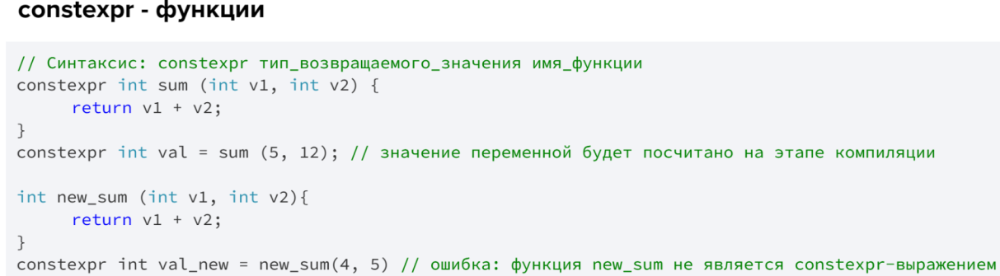 constexpr - функции
// Синтаксис: constexpr тип_возвращаемого_значения имя_функции
constexpr int sum (int v1, int v2) {
return v1 + v2;
}
constexpr int val = sum (5, 12); // значение переменной будет посчитано на этапе компиляции
int new_sum (int v1, int v2){
return v1 + v2;
}
constexpr int val_new = new_sum(4, 5) // ошибка: функция new_sum не является constexpr-выражением